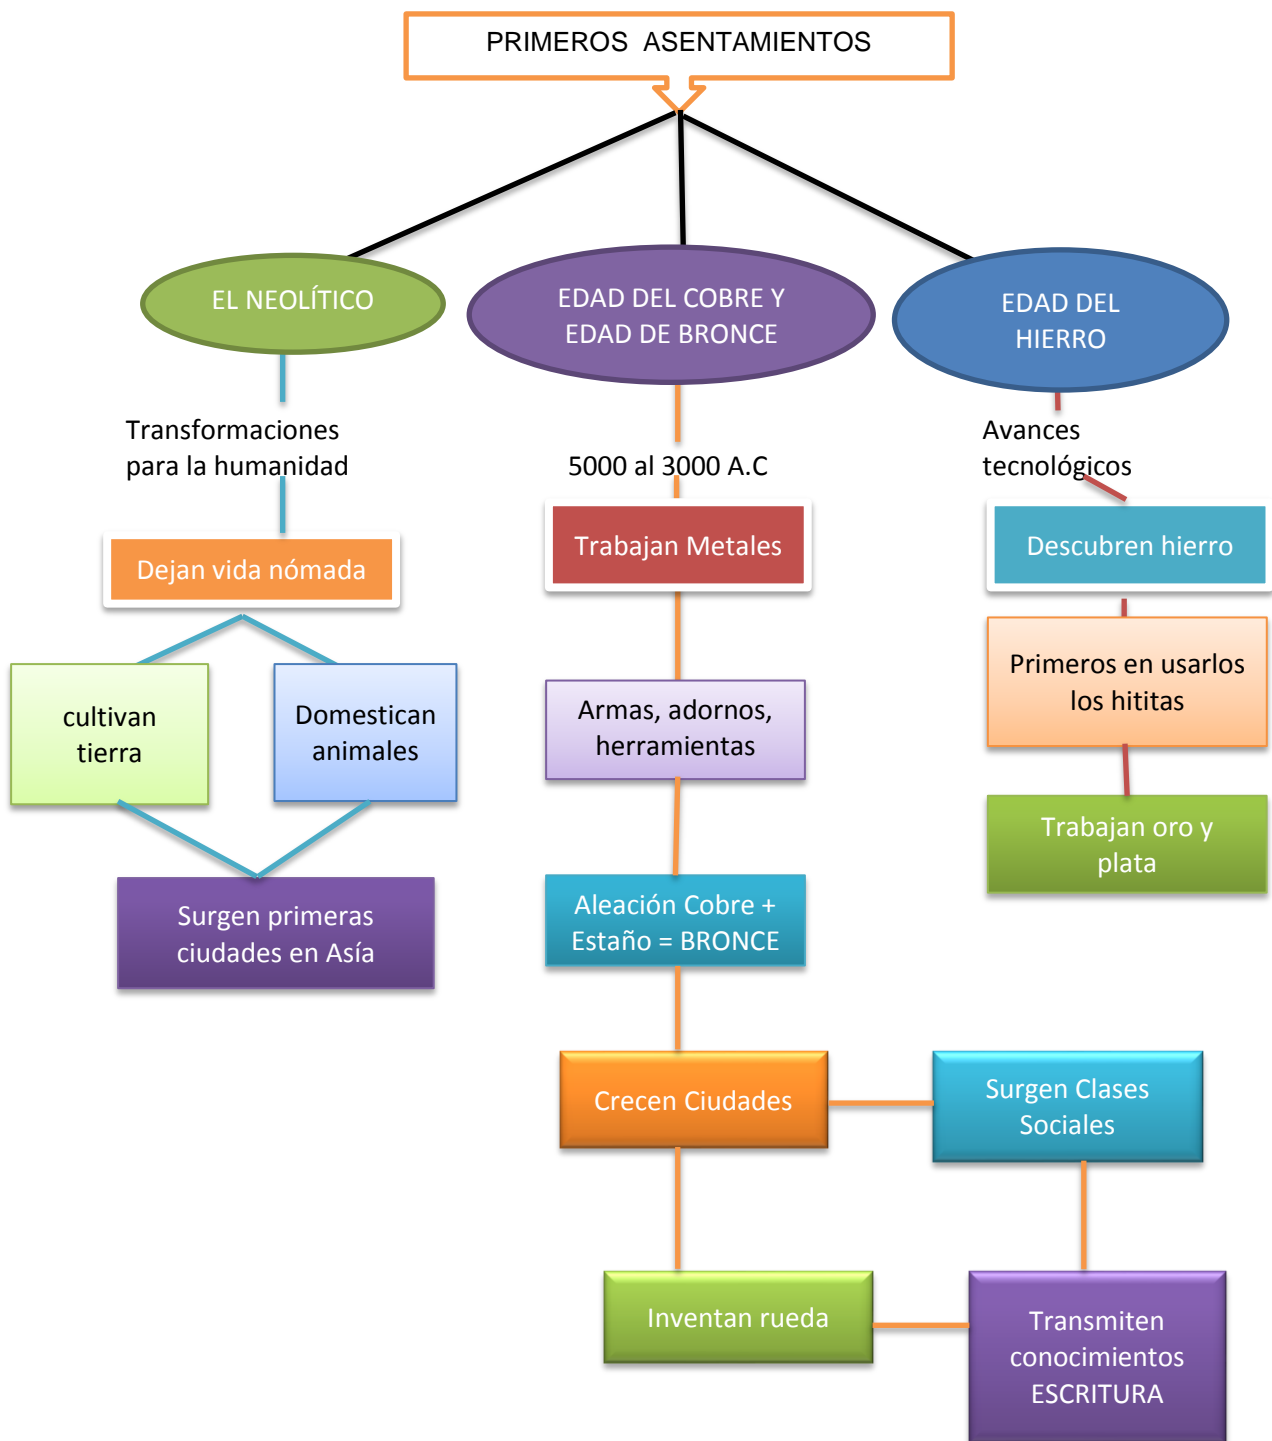 PRIMEROS ASENTAMIENTOS
EL NEOLÍTICO
EDAD DEL COBRE Y
EDAD DE BRONCE
EDAD DEL
HIERRO
Transformaciones
para la humanidad
5000 al 3000 A.C
Avances
tecnológicos
Dejan vida nómada
Trabajan Metales
Descubren hierro
cultivan
tierra
Domestican
animales
Armas, adornos,
herramientas
Primeros en usarlos
los hititas
Trabajan oro y
plata
Surgen primeras
ciudades en Asía
Aleación Cobre +
Estaño = BRONCE
Crecen Ciudades
Surgen Clases
Sociales
Inventan rueda
Transmiten
conocimientos
ESCRITURA